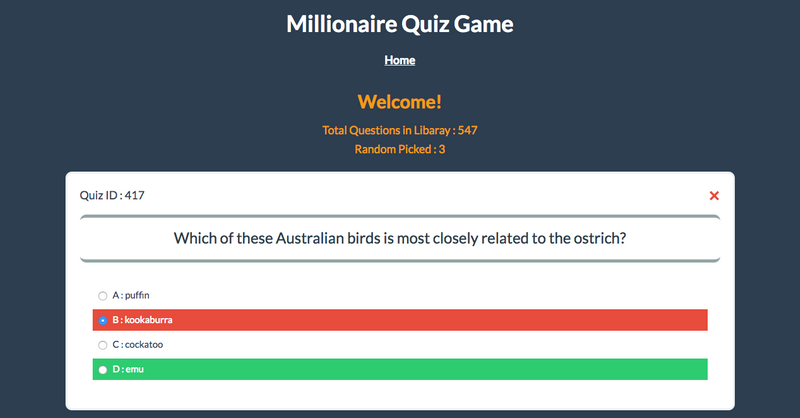 Millionaire Quiz Game
Home
Welcome!
Total Questions in Libaray : 547
Random Picked : 3
Quiz ID : 417
Which of these Australian birds is most closely related to the ostrich?
A : puffin
B : kookaburra
C : cockatoo
D : emu